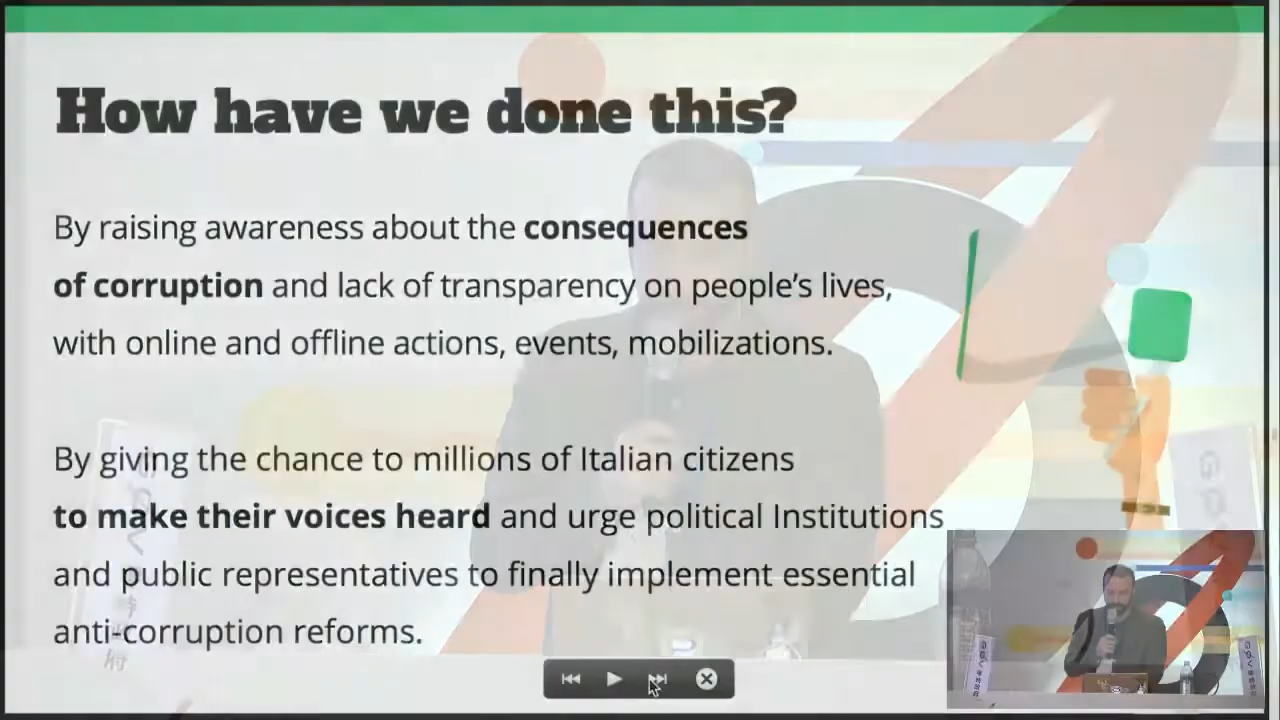 How have we done this?
By raising awareness about the consequences
of corruption and lack of transparency on people's lives,
with online and offline actions, events, mobilizations.
By giving the chance to millions of Italian citizens
to make their voices heard and urge political Institutions
and public representatives to finally implement essential
anti-corruption reforms.